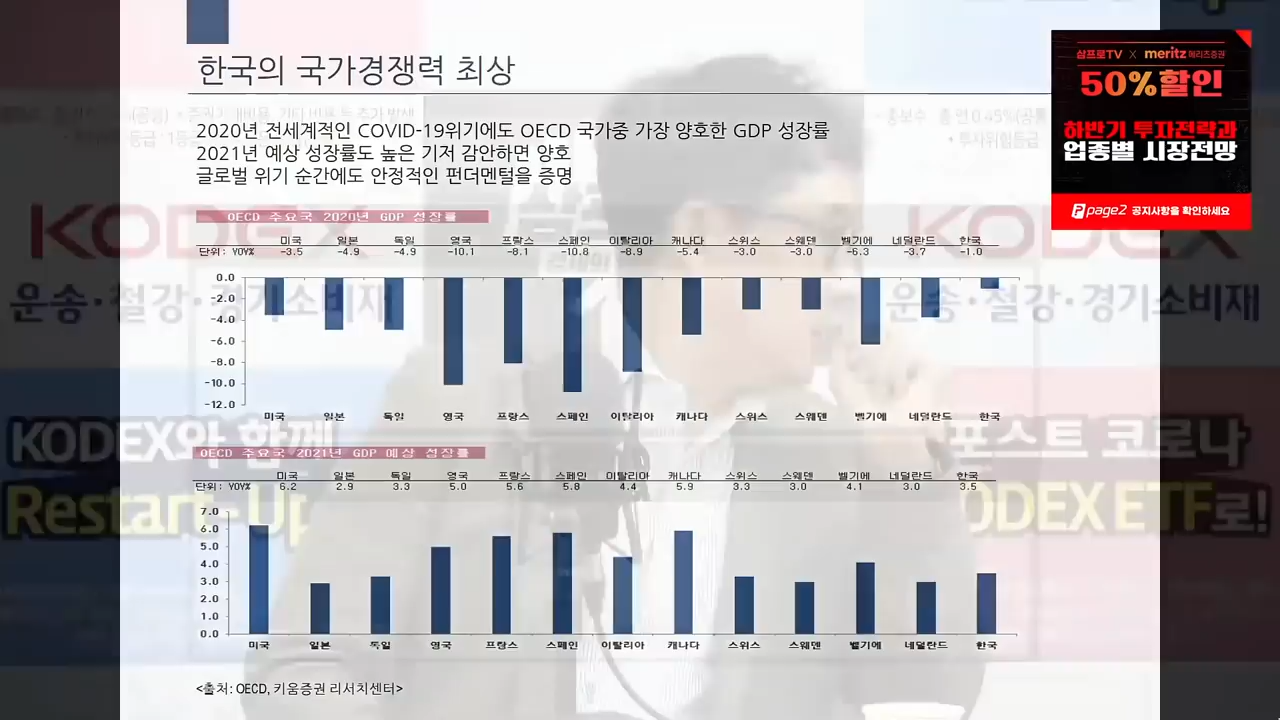 한국의 국가경쟁력 최상
2020년 전세계적인 COVID-19위기에도 OECD 국가중 가장 양호한 GDP 성장률
2021년 예상 성장률도 높은 기저 감안하면 양호
글로벌 위기 순간에도 안정적인 펀더멘털을 증명
OECD 주요국 2020년 GDP 성장률
미국 일본 독일 영국 프랑스 스페인 이탈리아 캐나다 스위스 스웨덴 벨기에 네덜란드 한국
단위: YOY% -3.5 -4.9 -4.9 -10.1 -8.1 -10.8 -8.9 -5.4 -3.0 -3.0 -6.3 -3.7 -1.0
0.0
-2.0
-4.0
-6.0
-8.0
-10.0
-12.0
미국 일본 독일 영국 프랑스 스페인 이탈리아 캐나다 스위스 스웨덴 벨기에 네덜란드 한국
OECD 주요국 2021년 GDP 예상 성장률
미국 일본 독일 영국 프랑스 스페인 이탈리아 캐나다 스위스 스웨덴 벨기에 네덜란드 한국
단위: YOY% 6.2 2.9 3.3 5.0 5.6 5.8 4.4 5.9 3.3 3.0 4.1 3.0 3.5
7.0
6.0
5.0
4.0
3.0
2.0
1.0
0.0
미국 일본 독일 영국 프랑스 스페인 이탈리아 캐나다 스위스 스웨덴 벨기에 네덜란드 한국
<출처: OECD, 키움증권 리서치센터>
삼프로TV X meritz 메리츠증권
50%할인
하반기 투자전략과
업종별 시장전망
page2 공지사항을 확인하세요
KODEX
운송·철강·경기소비재
KODEX와 함께
Restart-Up
KODEX
운송·철강·경기소비재
포스트 코로나
KODEX ETF로!